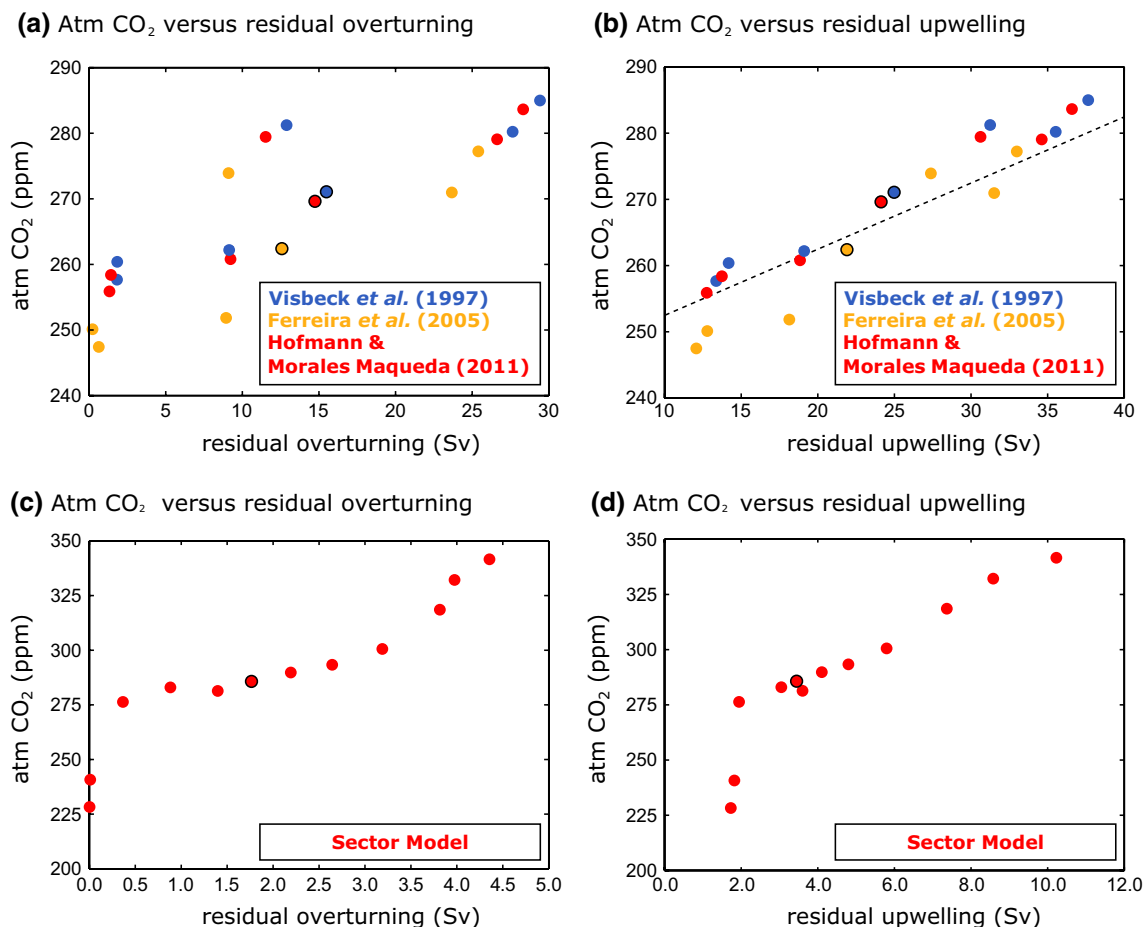 (a) Atm CO₂ versus residual overturning
290
280
270
260
250
240
atm CO₂ (ppm)
Visbeck et al. (1997)
Ferreira et al. (2005)
Hofmann &
Morales Maqueda (2011)
0 5 10 15 20 25 30
residual overturning (Sv)
(b) Atm CO₂ versus residual upwelling
290
280
270
260
250
240
atm CO₂ (ppm)
Visbeck et al. (1997)
Ferreira et al. (2005)
Hofmann &
Morales Maqueda (2011)
10 15 20 25 30 35 40
residual upwelling (Sv)
(c) Atm CO₂ versus residual overturning
350
325
300
275
250
225
200
atm CO₂ (ppm)
Sector Model
0.0 0.5 1.0 1.5 2.0 2.5 3.0 3.5 4.0 4.5 5.0
residual overturning (Sv)
(d) Atm CO₂ versus residual upwelling
350
325
300
275
250
225
200
atm CO₂ (ppm)
Sector Model
0.0 2.0 4.0 6.0 8.0 10.0 12.0
residual upwelling (Sv)